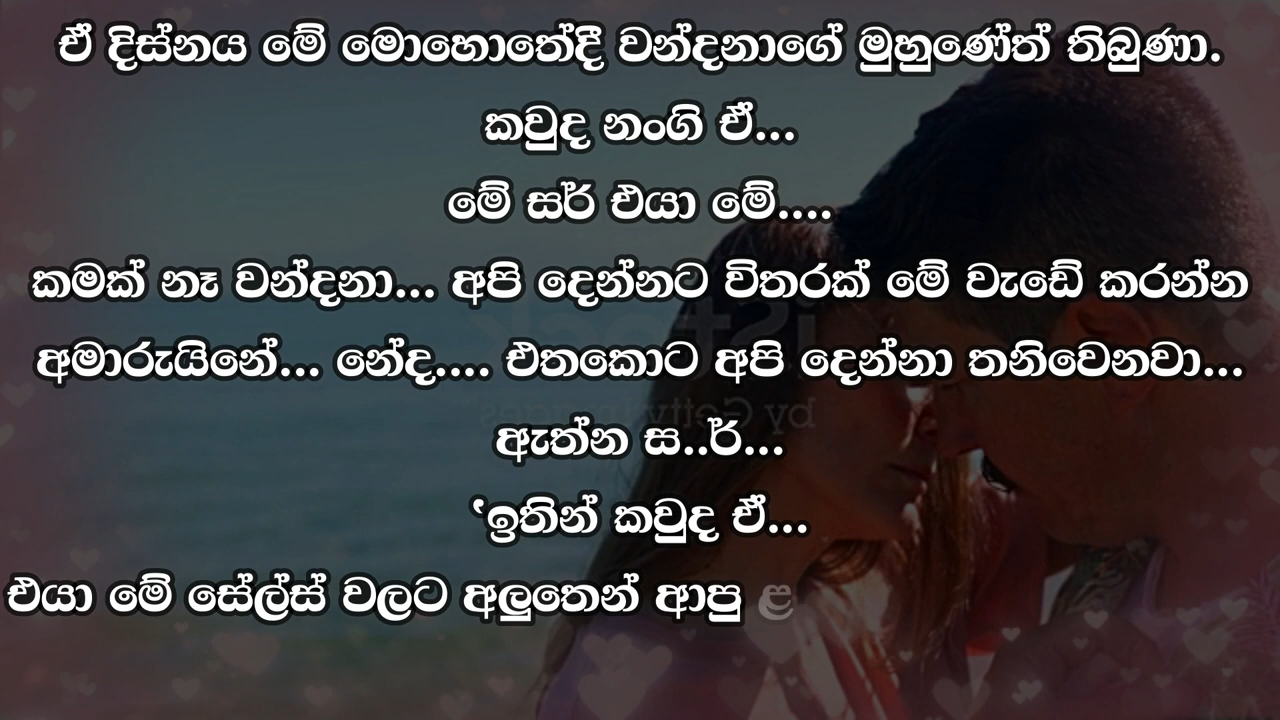 ඒ දිස්නය මේ මොහොතේදී වන්දනාගේ මුහුණේත් තිබුණා.
කවුද නංගි ඒ...
මේ සර් එයා මේ....
කමක් නෑ වන්දනා... අපි දෙන්නට විතරක් මේ වැඩේ කරන්න
අමාරුයිනේ... නේද.... එතකොට අපි දෙන්නා තනිවෙනවා...
ඇත්න ස..ර්...
‘ඉතින් කවුද ඒ...
එයා මේ සේල්ස් වලට අලුතෙන් ආපු ළ